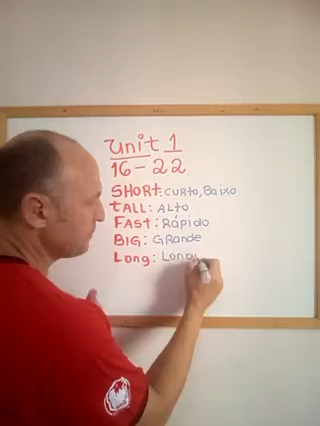 Unit 1
16-22
SHORT: CURTO, Baixo
tALL: ALTO
FAST: Rápido
BIG: GRande
Long: